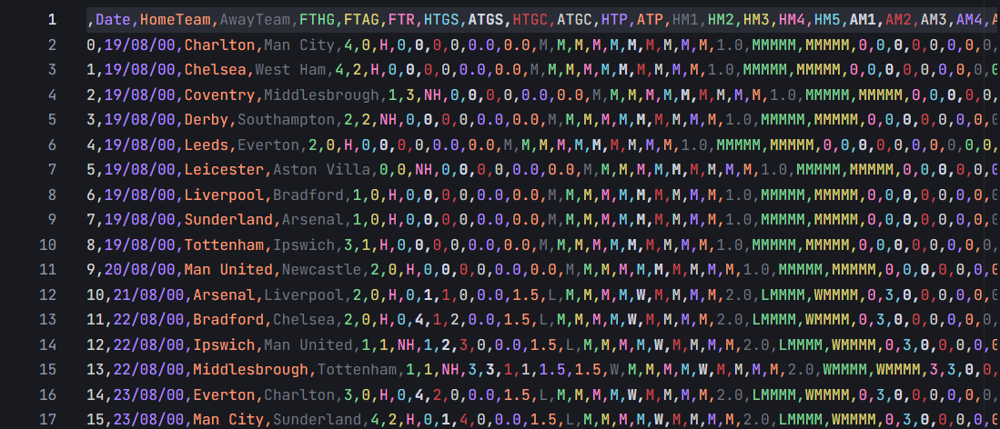 1 ,Date,HomeTeam,AwayTeam,FTHG,FTAG,FTR,HTGS,ATGS,HTGC,ATGC,HTP,ATP,HM1,HM2,HM3,HM4,HM5,AM1,AM2,AM3,AM4,
2 0,19/08/00,Charlton,Man City,4,0,H,0,0,0,0,0.0,0.0,M,M,M,M,M,M,M,M,M,M,1.0,MMMMM,MMMMM,0,0,0,0,0,0,0,0,
3 1,19/08/00,Chelsea,West Ham,4,2,H,0,0,0,0,0.0,0.0,M,M,M,M,M,M,M,M,M,M,1.0,MMMMM,MMMMM,0,0,0,0,0,0,0,0,0
4 2,19/08/00,Coventry,Middlesbrough,1,3,NH,0,0,0,0,0.0,0.0,M,M,M,M,M,M,M,M,M,M,1.0,MMMMM,MMMMM,0,0,0,0,0,
5 3,19/08/00,Derby,Southampton,2,2,NH,0,0,0,0,0.0,0.0,M,M,M,M,M,M,M,M,M,M,1.0,MMMMM,MMMMM,0,0,0,0,0,0,0,0
6 4,19/08/00,Leeds,Everton,2,0,H,0,0,0,0,0.0,0.0,M,M,M,M,M,M,M,M,M,M,1.0,MMMMM,MMMMM,0,0,0,0,0,0,0,0,0,0,
7 5,19/08/00,Leicester,Aston Villa,0,0,NH,0,0,0,0,0.0,0.0,M,M,M,M,M,M,M,M,M,M,1.0,MMMMM,MMMMM,0,0,0,0,0,0
8 6,19/08/00,Liverpool,Bradford,1,0,H,0,0,0,0,0.0,0.0,M,M,M,M,M,M,M,M,M,M,1.0,MMMMM,MMMMM,0,0,0,0,0,0,0,0
9 7,19/08/00,Sunderland,Arsenal,1,0,H,0,0,0,0,0.0,0.0,M,M,M,M,M,M,M,M,M,M,1.0,MMMMM,MMMMM,0,0,0,0,0,0,0,0
10 8,19/08/00,Tottenham,Ipswich,3,1,H,0,0,0,0,0.0,0.0,M,M,M,M,M,M,M,M,M,M,1.0,MMMMM,MMMMM,0,0,0,0,0,0,0,0,
11 9,20/08/00,Man United,Newcastle,2,0,H,0,0,0,0,0.0,0.0,M,M,M,M,M,M,M,M,M,M,1.0,MMMMM,MMMMM,0,0,0,0,0,0,0
12 10,21/08/00,Arsenal,Liverpool,2,0,H,0,1,1,0,0.0,1.5,L,M,M,M,M,W,M,M,M,M,2.0,LMMMM,WMMMM,0,3,0,0,0,0,0,0
13 11,22/08/00,Bradford,Chelsea,2,0,H,0,4,1,2,0.0,1.5,L,M,M,M,M,W,M,M,M,M,2.0,LMMMM,WMMMM,0,3,0,0,0,0,0,0,
14 12,22/08/00,Ipswich,Man United,1,1,NH,1,2,3,0,0.0,1.5,L,M,M,M,M,W,M,M,M,M,2.0,LMMMM,WMMMM,0,3,0,0,0,0,0
15 13,22/08/00,Middlesbrough,Tottenham,1,1,NH,3,3,1,1,1.5,1.5,W,M,M,M,M,W,M,M,M,M,2.0,WMMMM,WMMMM,3,3,0,0,
16 14,23/08/00,Everton,Charlton,3,0,H,0,4,2,0,0.0,1.5,L,M,M,M,M,W,M,M,M,M,2.0,LMMMM,WMMMM,0,3,0,0,0,0,0,0,
17 15,23/08/00,Man City,Sunderland,4,2,H,0,1,4,0,0.0,1.5,L,M,M,M,M,W,M,M,M,M,2.0,LMMMM,WMMMM,0,3,0,0,0,0,0